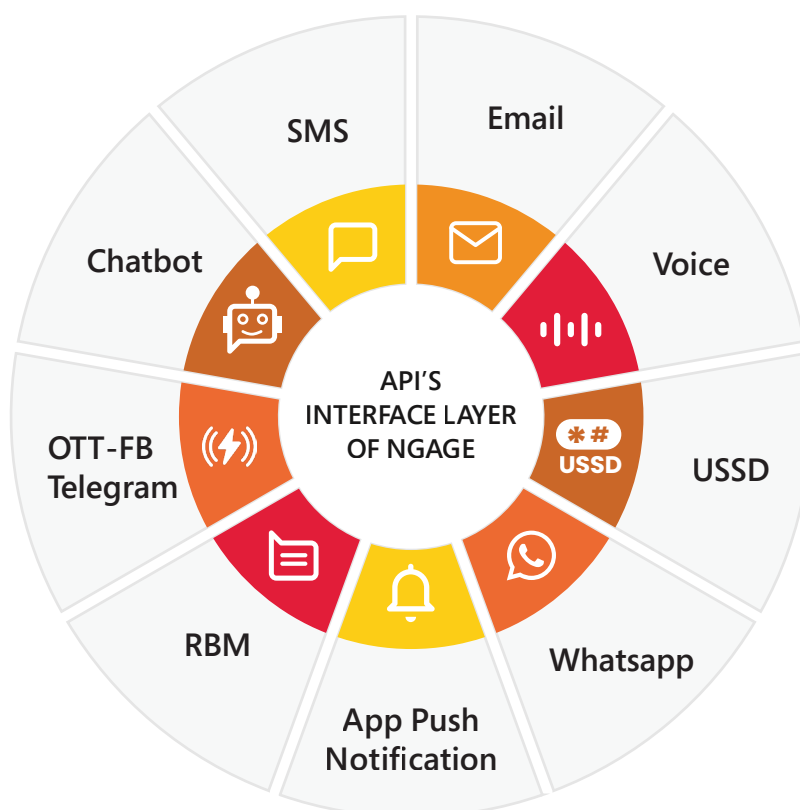 SMS
Email
Chatbot
Voice
API'S
INTERFACE LAYER
OF NGAGE
OTT-FB
Telegram
*#
USSD
USSD
RBM
Whatsapp
App Push
Notification